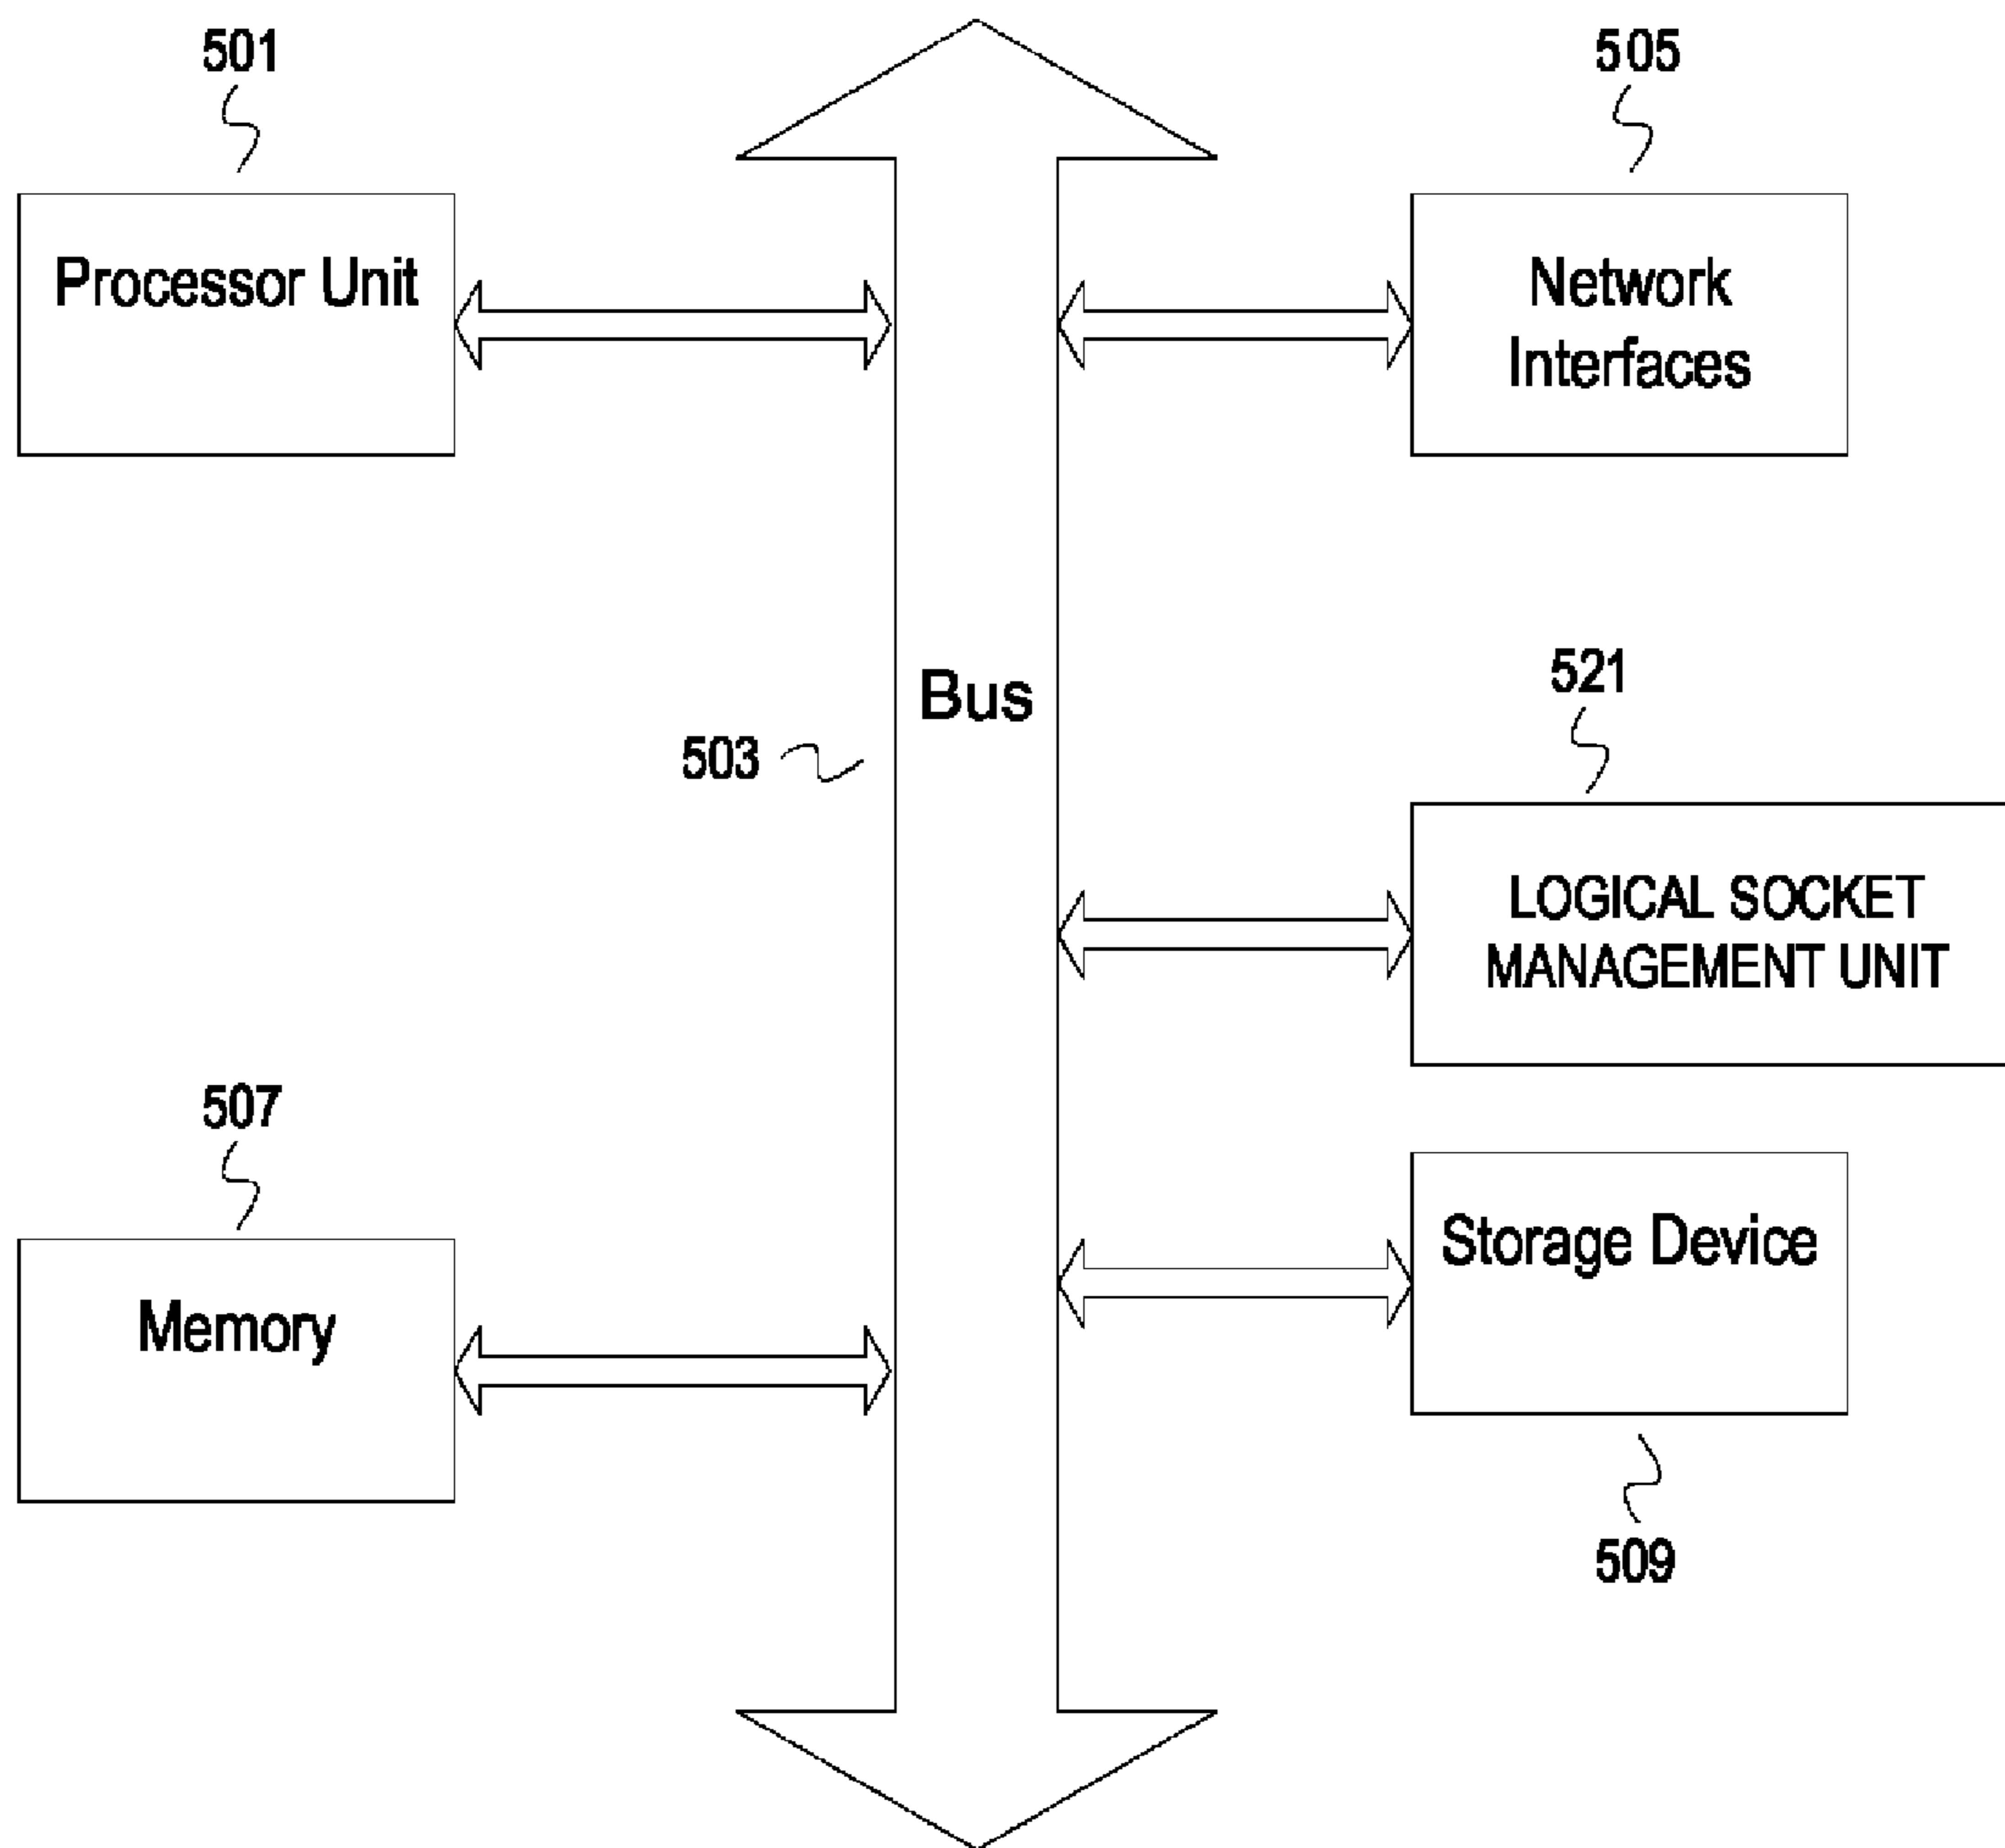 501
505
Processor Unit
Network
Interfaces
Bus
521
503
LOGICAL SOCKET
MANAGEMENT UNIT
507
Storage Device
Memory
509